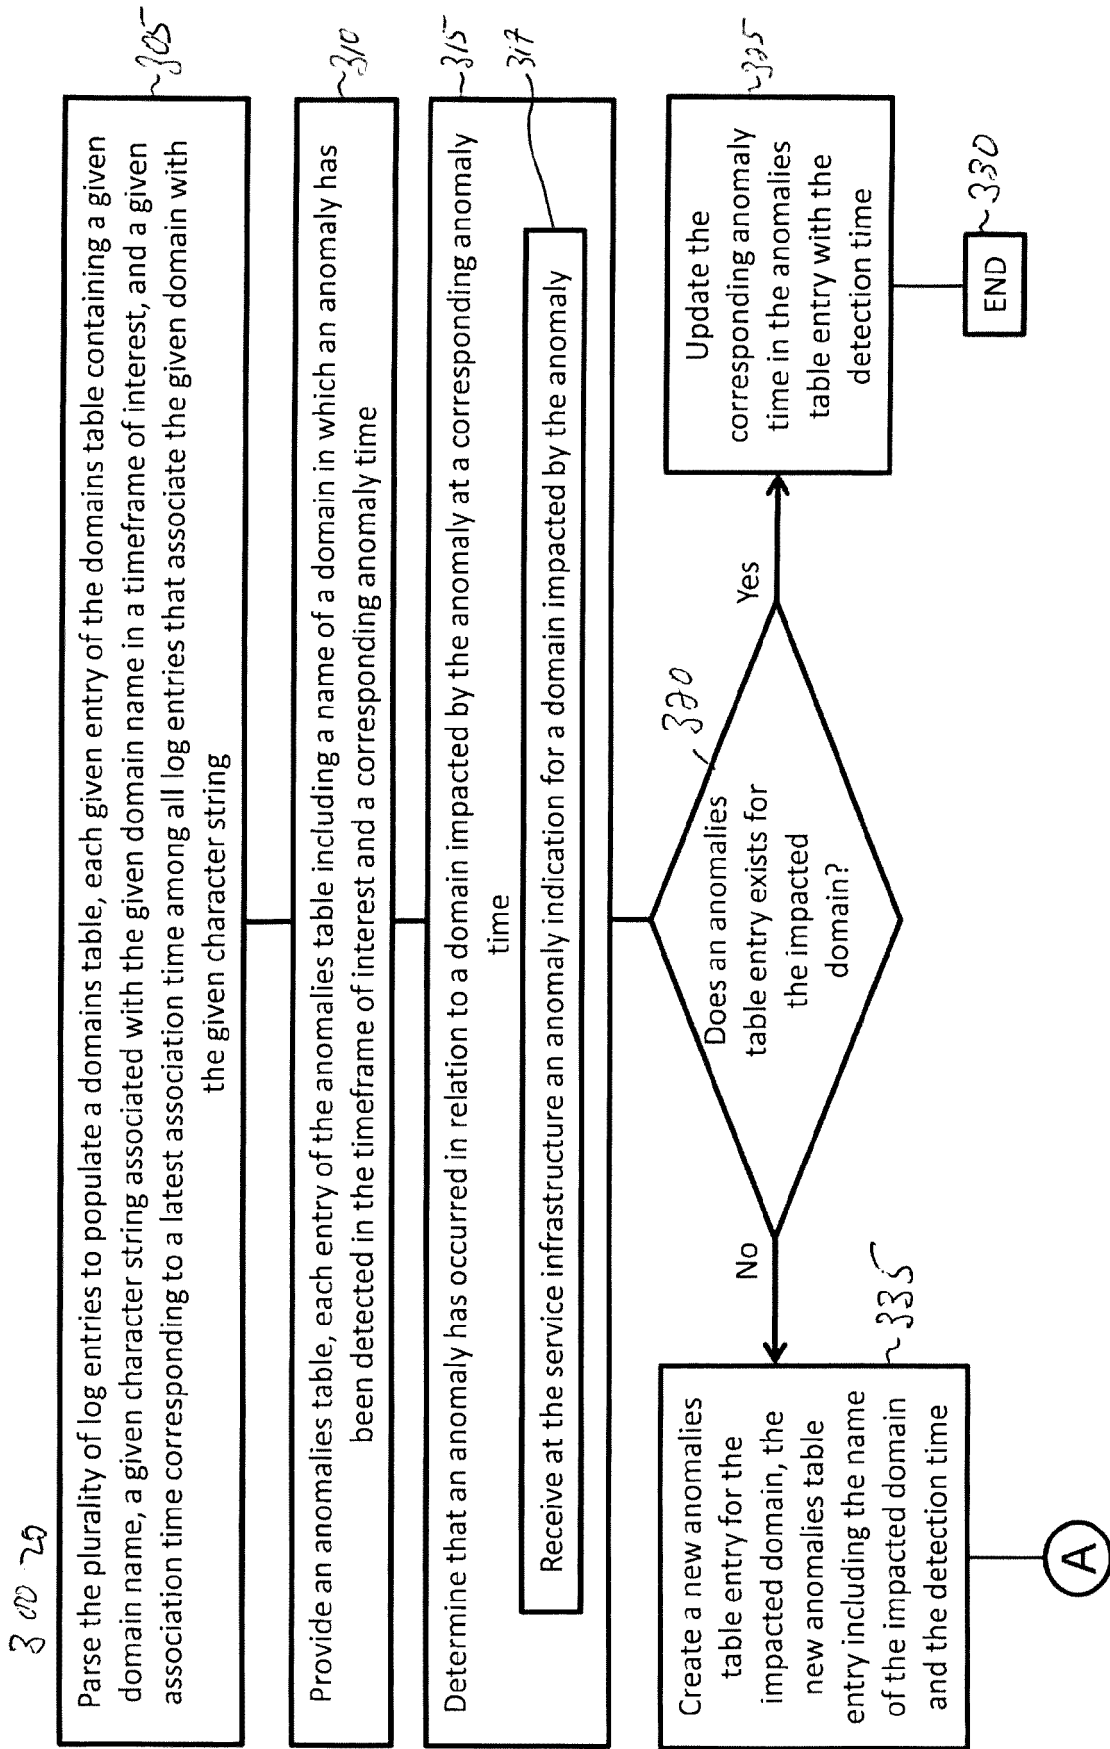 300
Parse the plurality of log entries to populate a domains table, each given entry of the domains table containing a given
domain name, a given character string associated with the given domain name in a timeframe of interest, and a given
association time corresponding to a latest association time among all log entries that associate the given domain with
the given character string
~305
Provide an anomalies table, each entry of the anomalies table including a name of a domain in which an anomaly has
been detected in the timeframe of interest and a corresponding anomaly time
~310
Determine that an anomaly has occurred in relation to a domain impacted by the anomaly at a corresponding anomaly
time
~315
Receive at the service infrastructure an anomaly indication for a domain impacted by the anomaly
317
Does an anomalies
table entry exists for
the impacted
domain?
320
No
Yes
Create a new anomalies
table entry for the
impacted domain, the
new anomalies table
entry including the name
of the impacted domain
and the detection time
~335
A
Update the
corresponding anomaly
time in the anomalies
table entry with the
detection time
~325
END
~330